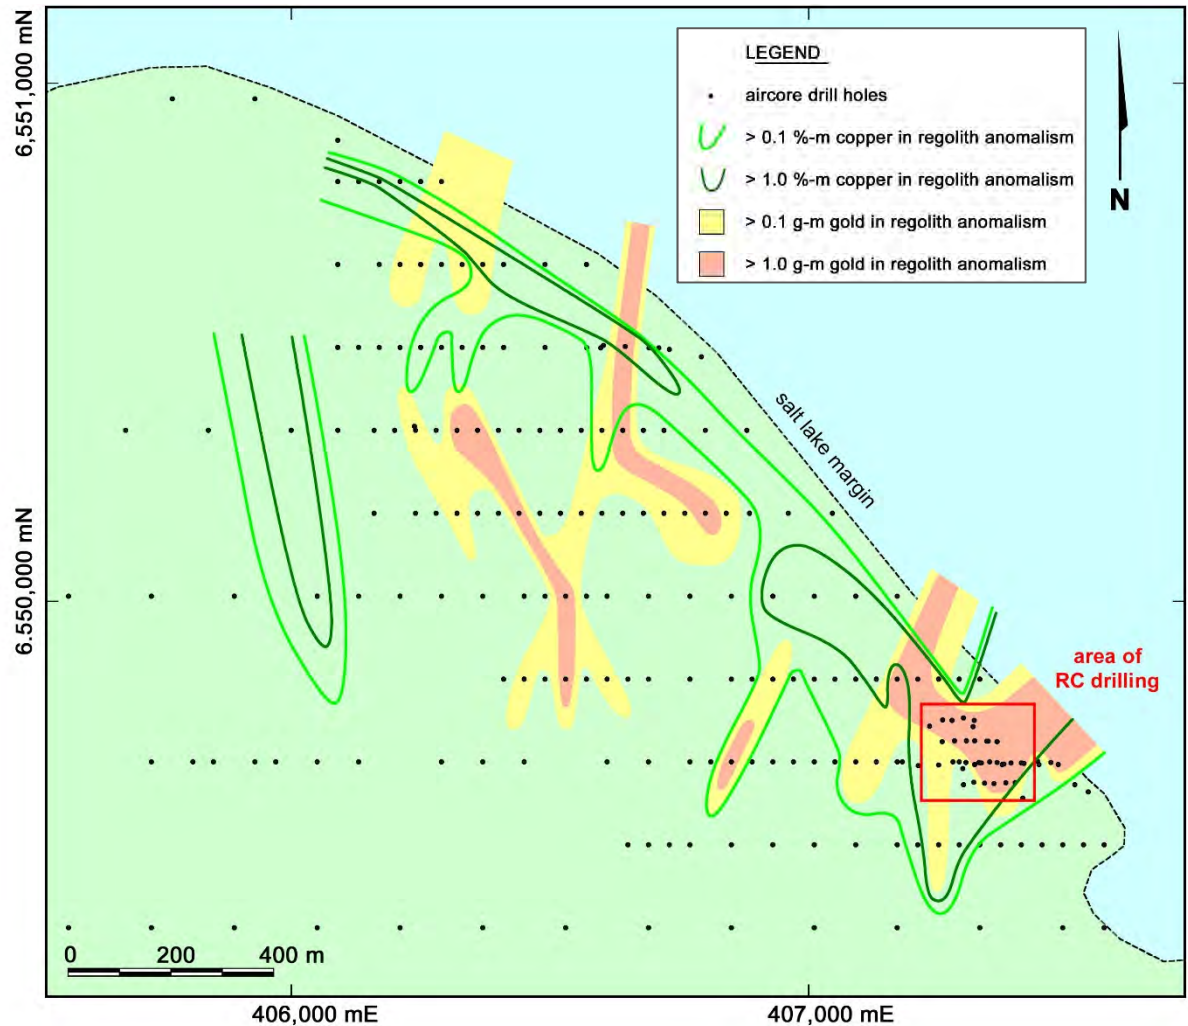 6,551,000 mN
6.550,000 mN
LEGEND
aircore drill holes
> 0.1 %-m copper in regolith anomalism
> 1.0 %-m copper in regolith anomalism
> 0.1 g-m gold in regolith anomalism
> 1.0 g-m gold in regolith anomalism
N
salt lake margin
area of
RC drilling
0 200 400 m
406,000 mE
407,000 mE